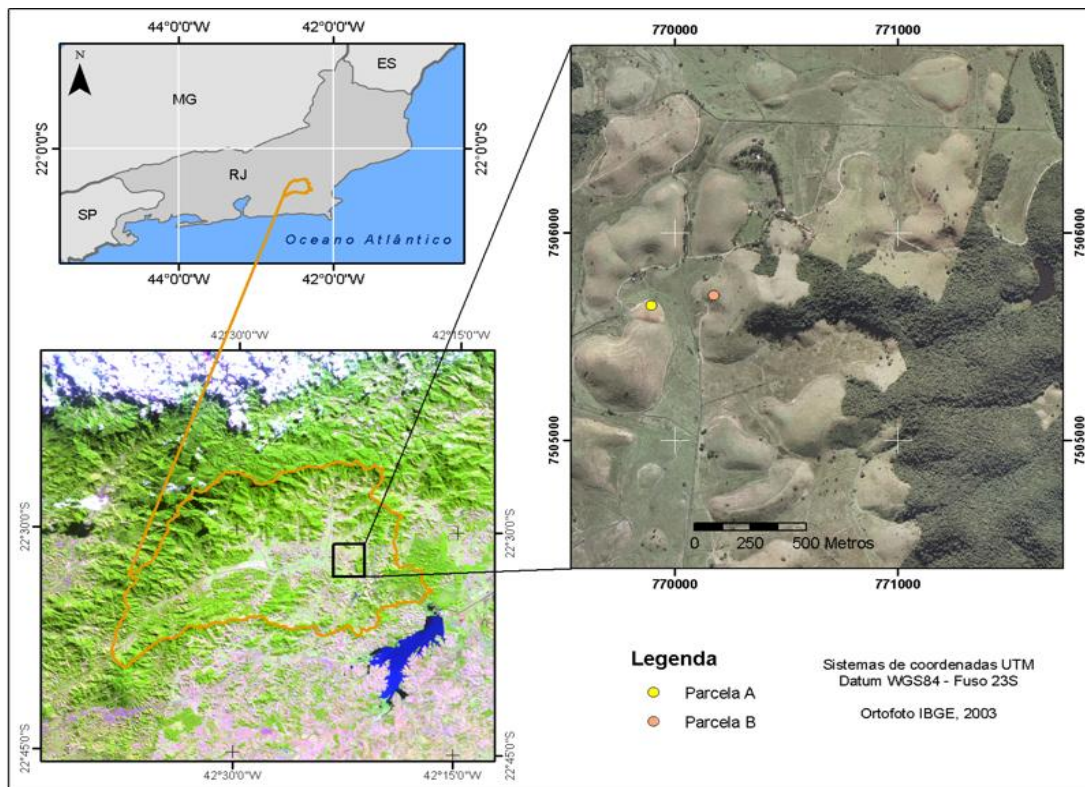 44°0'0"W 42°0'0"W
N
ES
MG
22°0'0"S
22°0'0"S
RJ
SP
Oceano Atlântico
44°0'0"W 42°0'0"W
770000 771000
7506000
7506000
7505000
7505000
0 250 500 Metros
770000 771000
42°30'0"W 42°15'0"W
22°30'0"S
22°30'0"S
22°45'0"S
22°45'0"S
42°30'0"W 42°15'0"W
Legenda
Parcela A
Parcela B
Sistemas de coordenadas UTM
Datum WGS84 - Fuso 23S
Ortofoto IBGE, 2003